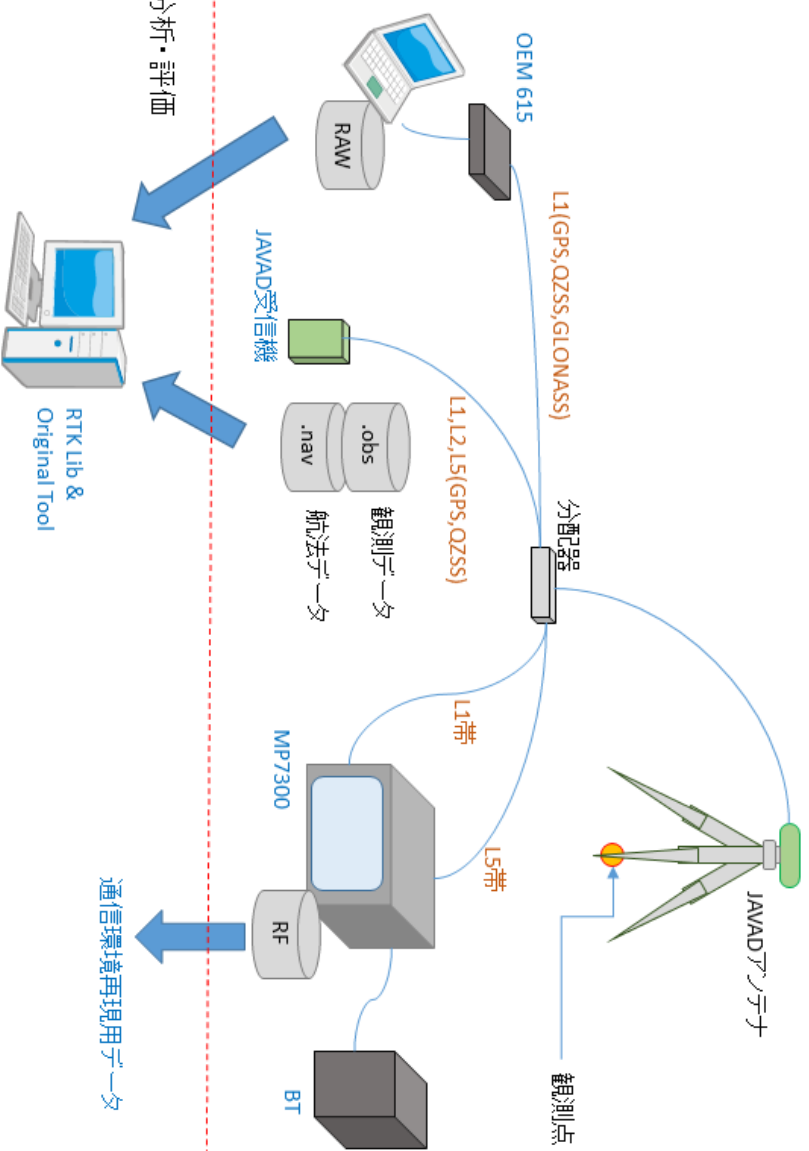 JAVADアンテナ
観測点
分配器
L1(GPS,QZSS,GLONASS)
OEM 615
L1,L2,L5(GPS,QZSS)
L1帯
L5帯
RAW
JAVAD受信機
.obs
観測データ
.nav
航法データ
MP7300
RF
BT
分析・評価
RTK Lib &
Original Tool
通信環境再現用データ